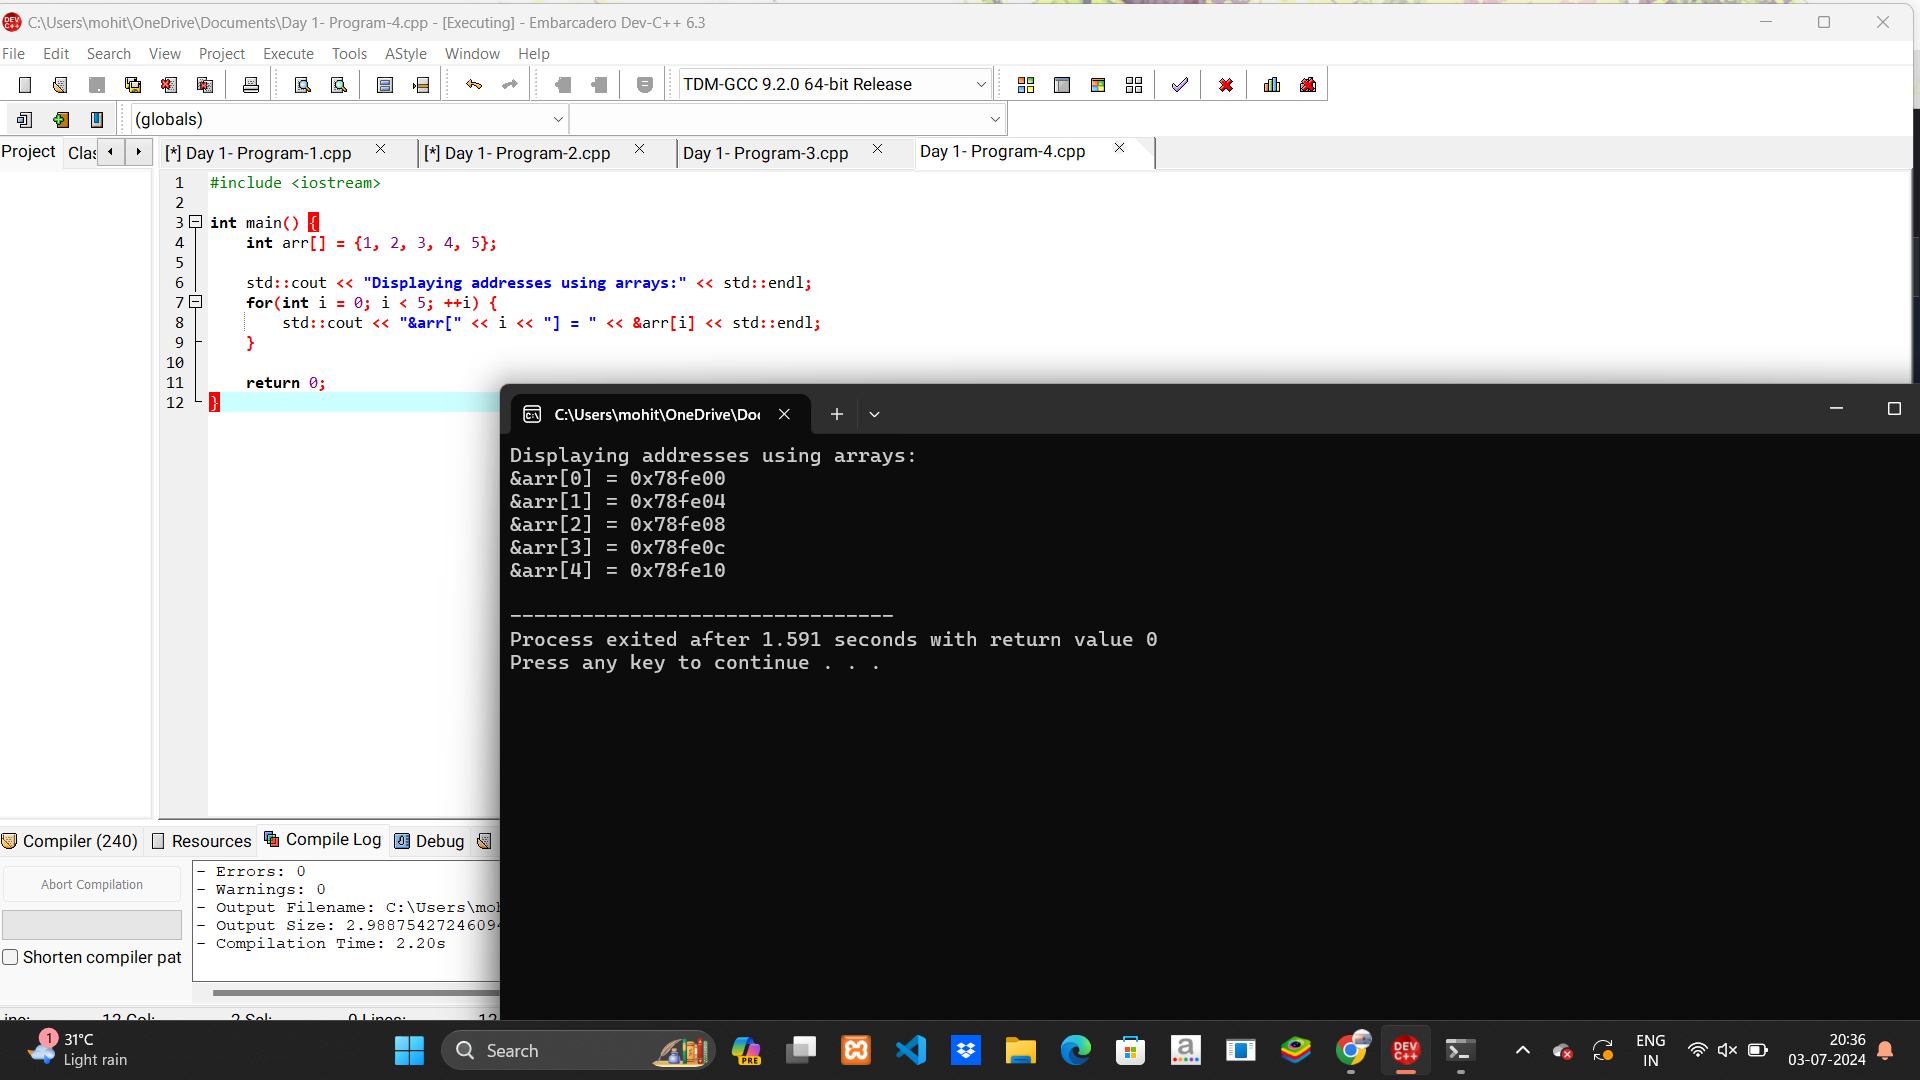 C:\Users\mohit\OneDrive\Documents\Day 1- Program-4.cpp - [Executing] - Embarcadero Dev-C++ 6.3
File Edit Search View Project Execute Tools AStyle Window Help
TDM-GCC 9.2.0 64-bit Release
(globals)
Project Clas [*] Day 1- Program-1.cpp [*] Day 1- Program-2.cpp Day 1- Program-3.cpp Day 1- Program-4.cpp
1 #include <iostream>
2
3 int main() {
4 int arr[] = {1, 2, 3, 4, 5};
5
6 std::cout << "Displaying addresses using arrays:" << std::endl;
7 for(int i = 0; i < 5; ++i) {
8 std::cout << "&arr[" << i << "] = " << &arr[i] << std::endl;
9 }
10
11 return 0;
12 }
C:\Users\mohit\OneDrive\Doc
Displaying addresses using arrays:
&arr[0] = 0x78fe00
&arr[1] = 0x78fe04
&arr[2] = 0x78fe08
&arr[3] = 0x78fe0c
&arr[4] = 0x78fe10
--------------------------------
Process exited after 1.591 seconds with return value 0
Press any key to continue . . .
Compiler (240) Resources Compile Log Debug
Abort Compilation
Shorten compiler pat
- Errors: 0
- Warnings: 0
- Output Filename: C:\Users\moh
- Output Size: 2.98875427246094
- Compilation Time: 2.20s
12 Col: 2 Sel: 0 Lines: 12
1
31°C
Light rain
Search
PRE
DEV C++
ENG
IN
20:36
03-07-2024